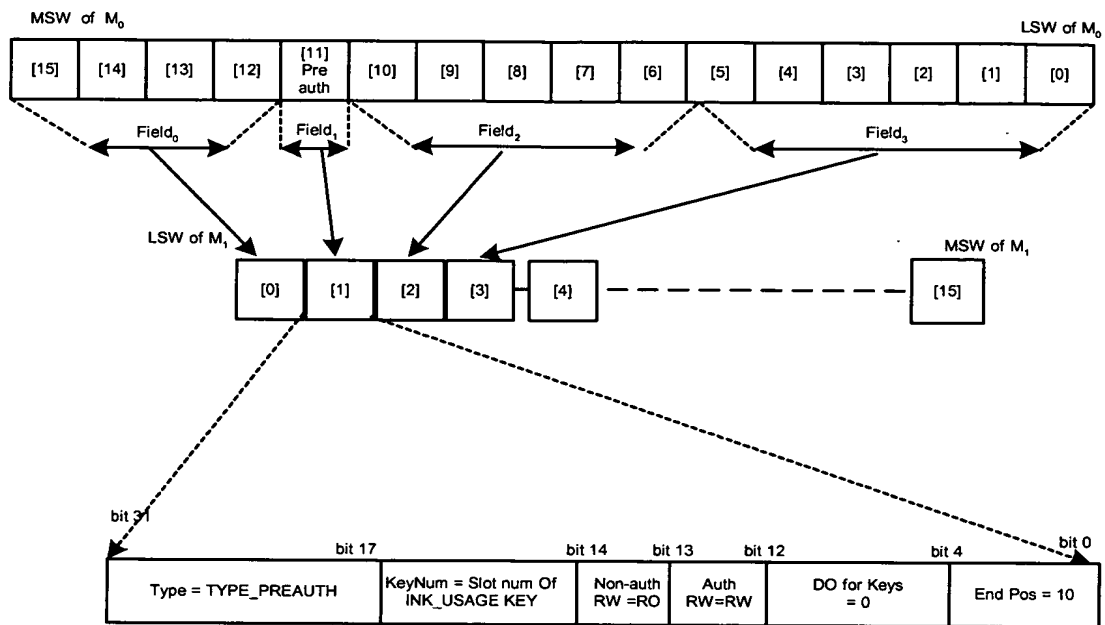 MSW of M0
LSW of M0
[15] [14] [13] [12] [11] Pre auth [10] [9] [8] [7] [6] [5] [4] [3] [2] [1] [0]
Field0 Field1 Field2 Field3
LSW of M1
MSW of M1
[0] [1] [2] [3] [4] [15]
bit 31 bit 17 bit 14 bit 13 bit 12 bit 4 bit 0
Type = TYPE_PREAUTH
KeyNum = Slot num Of
INK_USAGE KEY
Non-auth
RW =RO
Auth
RW=RW
DO for Keys
= 0
End Pos = 10